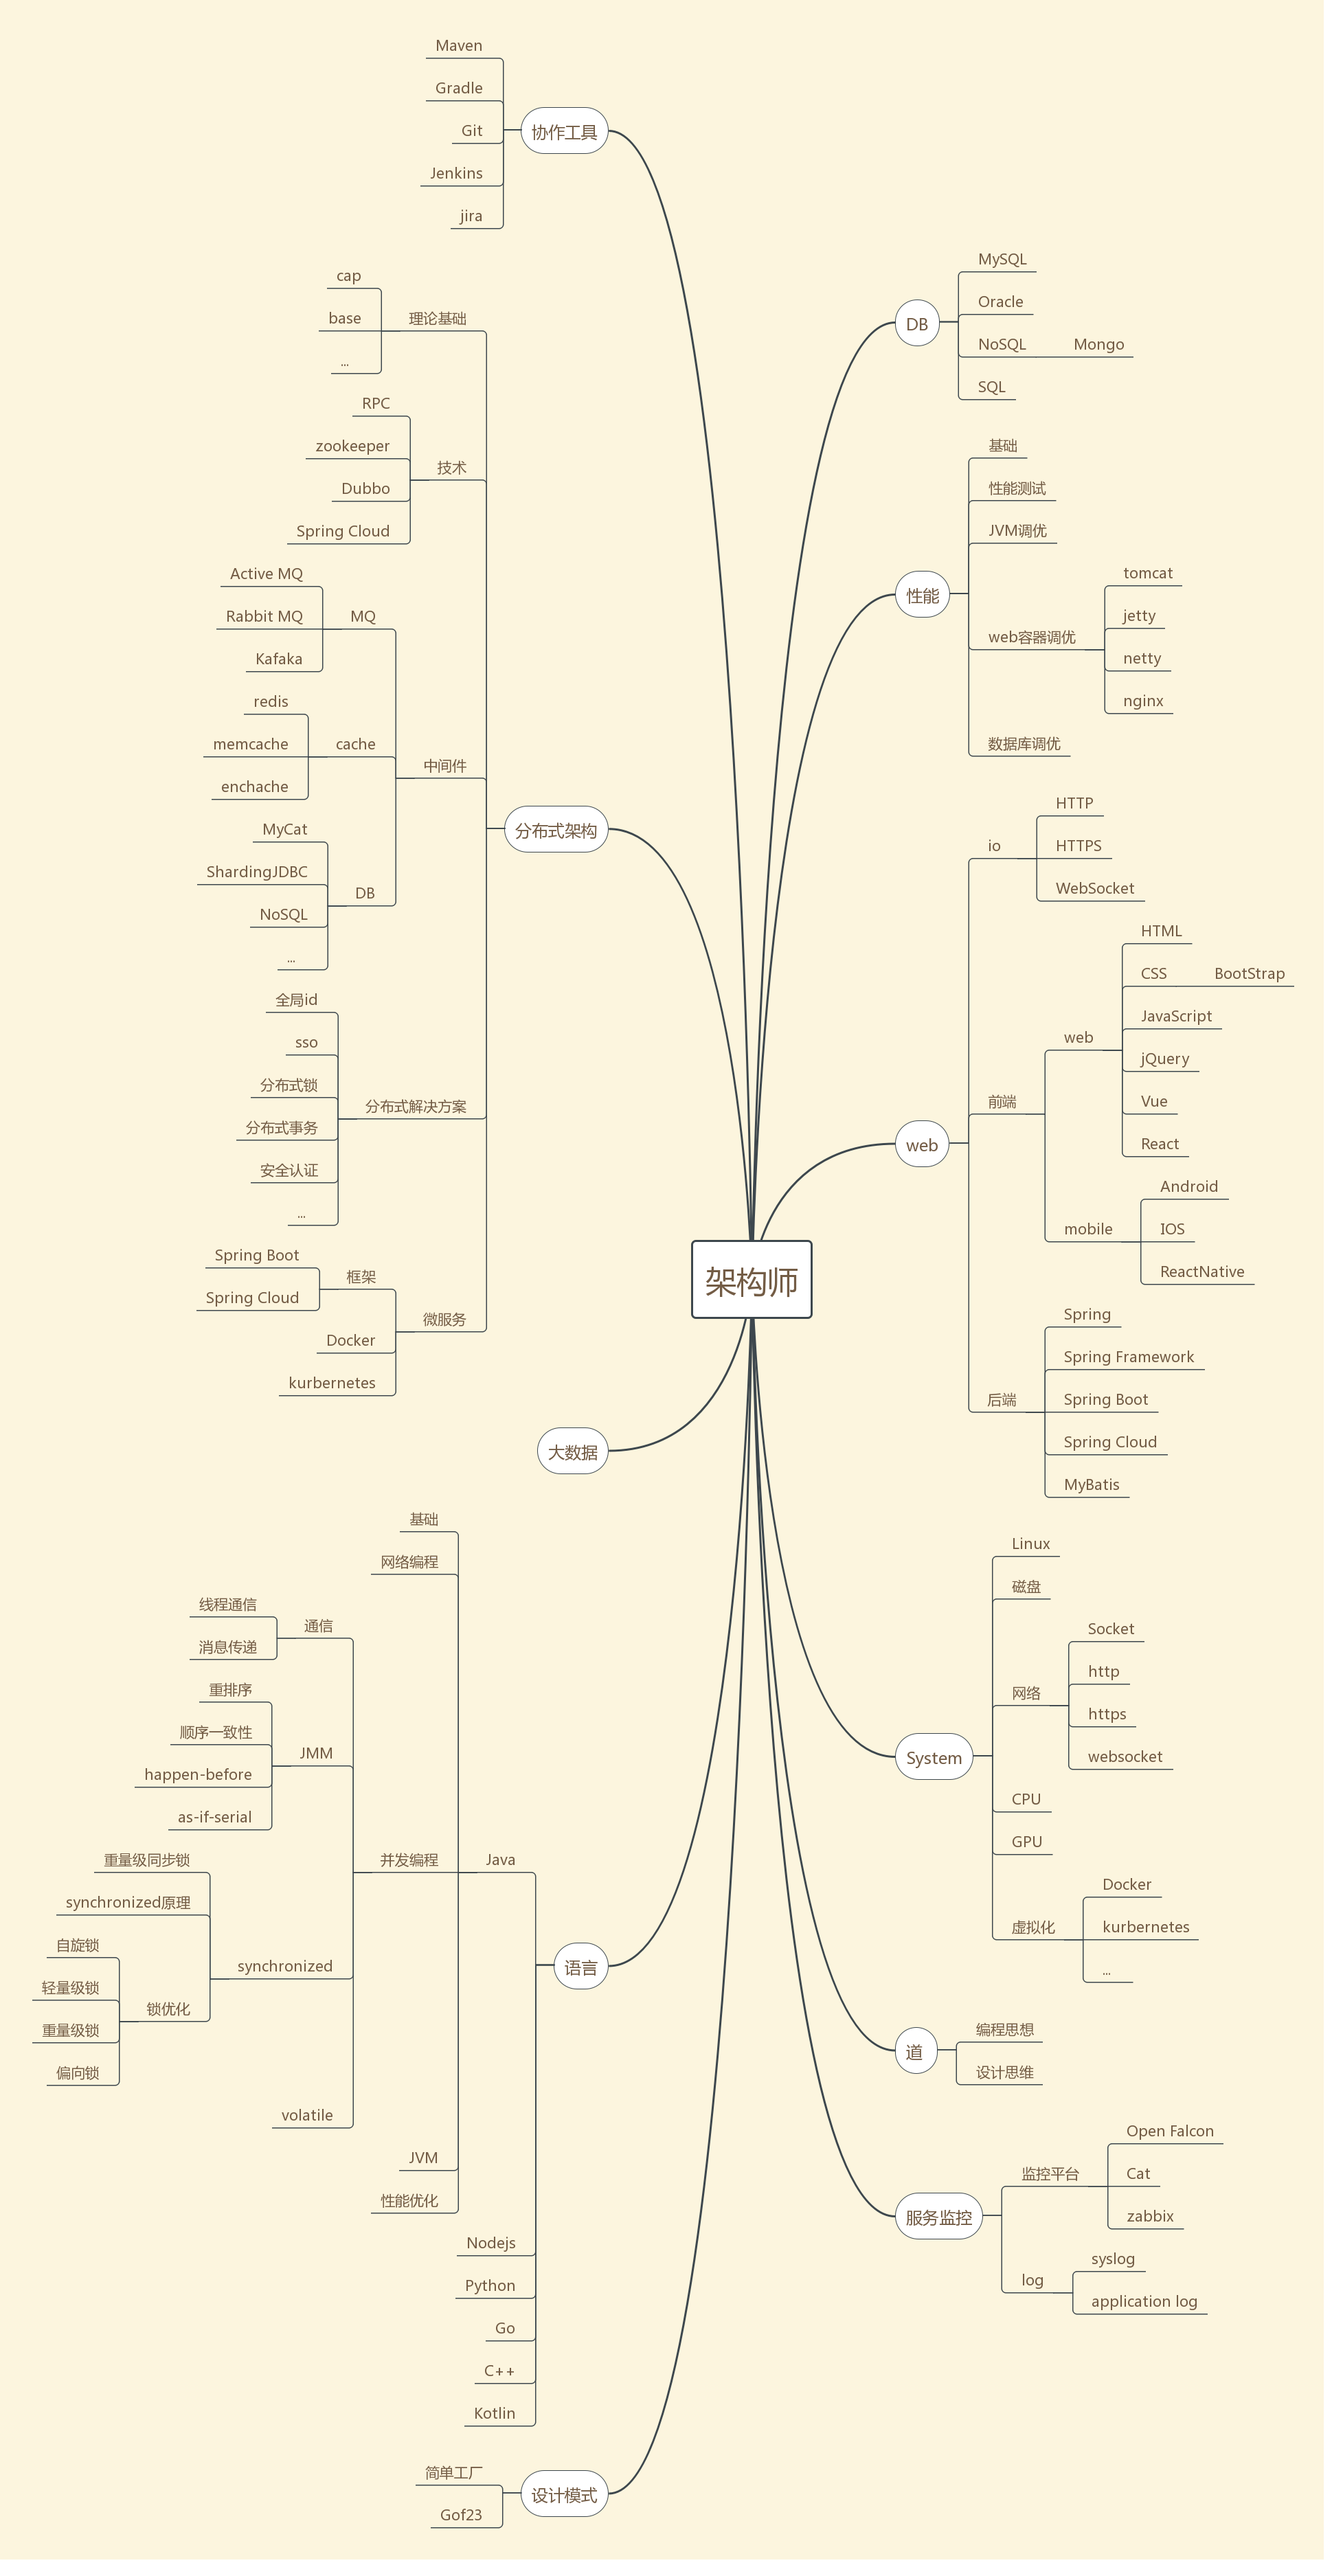 架构师
协作工具
Maven
Gradle
Git
Jenkins
jira
分布式架构
理论基础
cap
base
...
技术
RPC
zookeeper
Dubbo
Spring Cloud
中间件
MQ
Active MQ
Rabbit MQ
Kafaka
cache
redis
memcache
enchache
DB
MyCat
ShardingJDBC
NoSQL
...
分布式解决方案
全局id
sso
分布式锁
分布式事务
安全认证
...
微服务
框架
Spring Boot
Spring Cloud
Docker
kurbernetes
大数据
语言
Java
基础
网络编程
并发编程
通信
线程通信
消息传递
JMM
重排序
顺序一致性
happen-before
as-if-serial
synchronized
重量级同步锁
synchronized原理
锁优化
自旋锁
轻量级锁
重量级锁
偏向锁
volatile
JVM
性能优化
Nodejs
Python
Go
C++
Kotlin
设计模式
简单工厂
Gof23
DB
MySQL
Oracle
NoSQL
Mongo
SQL
性能
基础
性能测试
JVM调优
web容器调优
tomcat
jetty
netty
nginx
数据库调优
web
io
HTTP
HTTPS
WebSocket
前端
web
HTML
CSS
BootStrap
JavaScript
jQuery
Vue
React
mobile
Android
IOS
ReactNative
后端
Spring
Spring Framework
Spring Boot
Spring Cloud
MyBatis
System
Linux
磁盘
网络
Socket
http
https
websocket
CPU
GPU
虚拟化
Docker
kurbernetes
...
道
编程思想
设计思维
服务监控
监控平台
Open Falcon
Cat
zabbix
log
syslog
application log